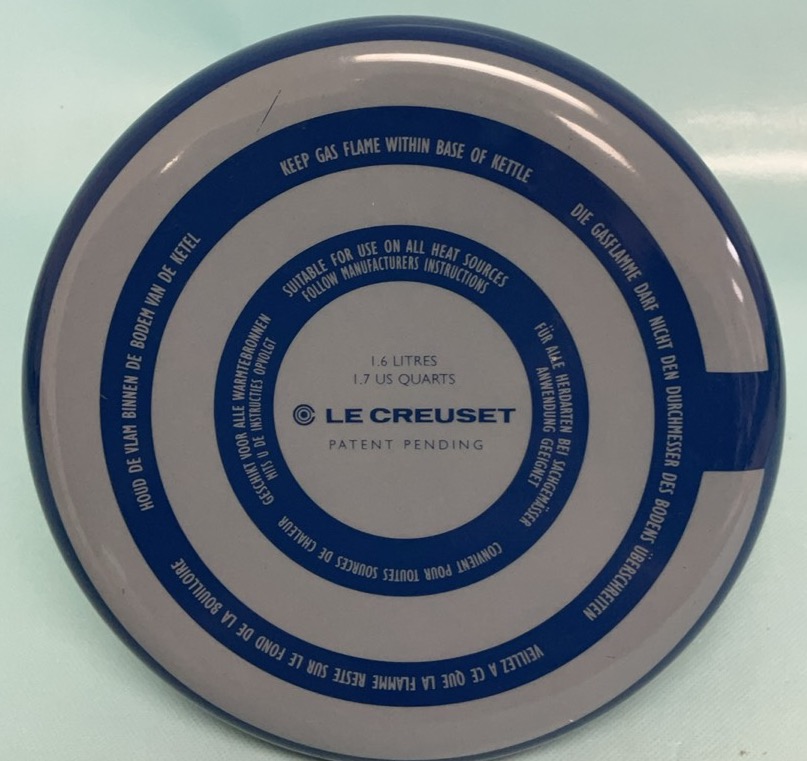 KEEP GAS FLAME WITHIN BASE OF KETTLE
DIE GASFLAMME DARF NICHT DEN DURCHMESSER DES BODENS ÜBERSCHREITEN
VEILLEZ A CE QUE LA FLAMME RESTE SUR LE FOND DE LA BOUILLOIRE
HOUD DE VLAM BINNEN DE BODEM VAN DE KETEL
SUITABLE FOR USE ON ALL HEAT SOURCES
FOLLOW MANUFACTURERS INSTRUCTIONS
FÜR ALLE HERDARTEN BEI SACHGEMÄSSER
ANWENDUNG GEEIGNET
CONVIENT POUR TOUTES SOURCES DE CHALEUR
GESCHIKT VOOR ALLE WARMTEBRONNEN
MITS U DE INSTRUCTIES OPVOLGT
1.6 LITRES
1.7 US QUARTS
LE CREUSET
PATENT PENDING